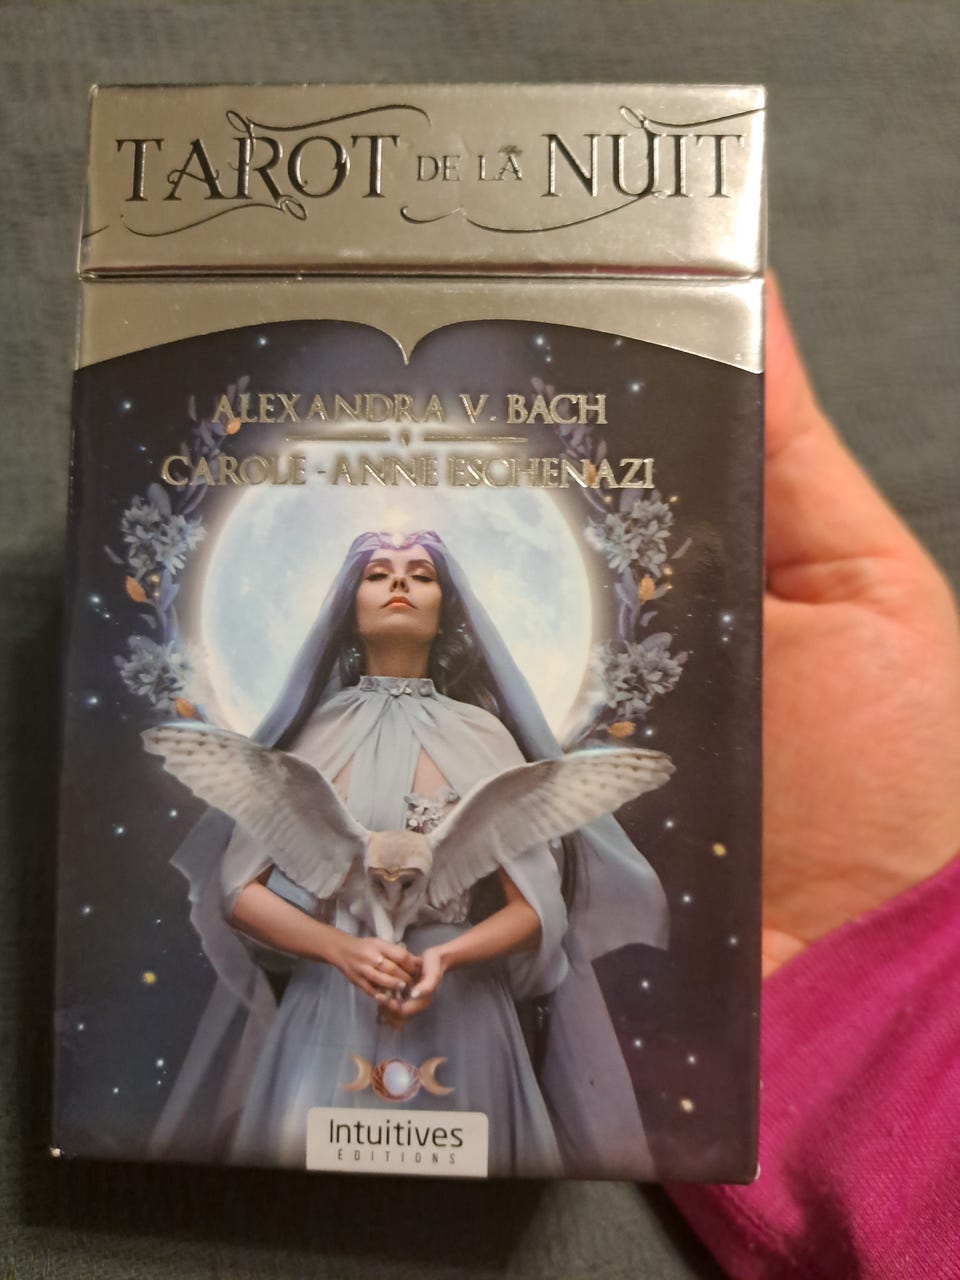 TAROT DE LA NUIT
ALEXANDRA V. BACH
CAROLE-ANNE ESCHENAZI
Intuitives
ÉDITIONS